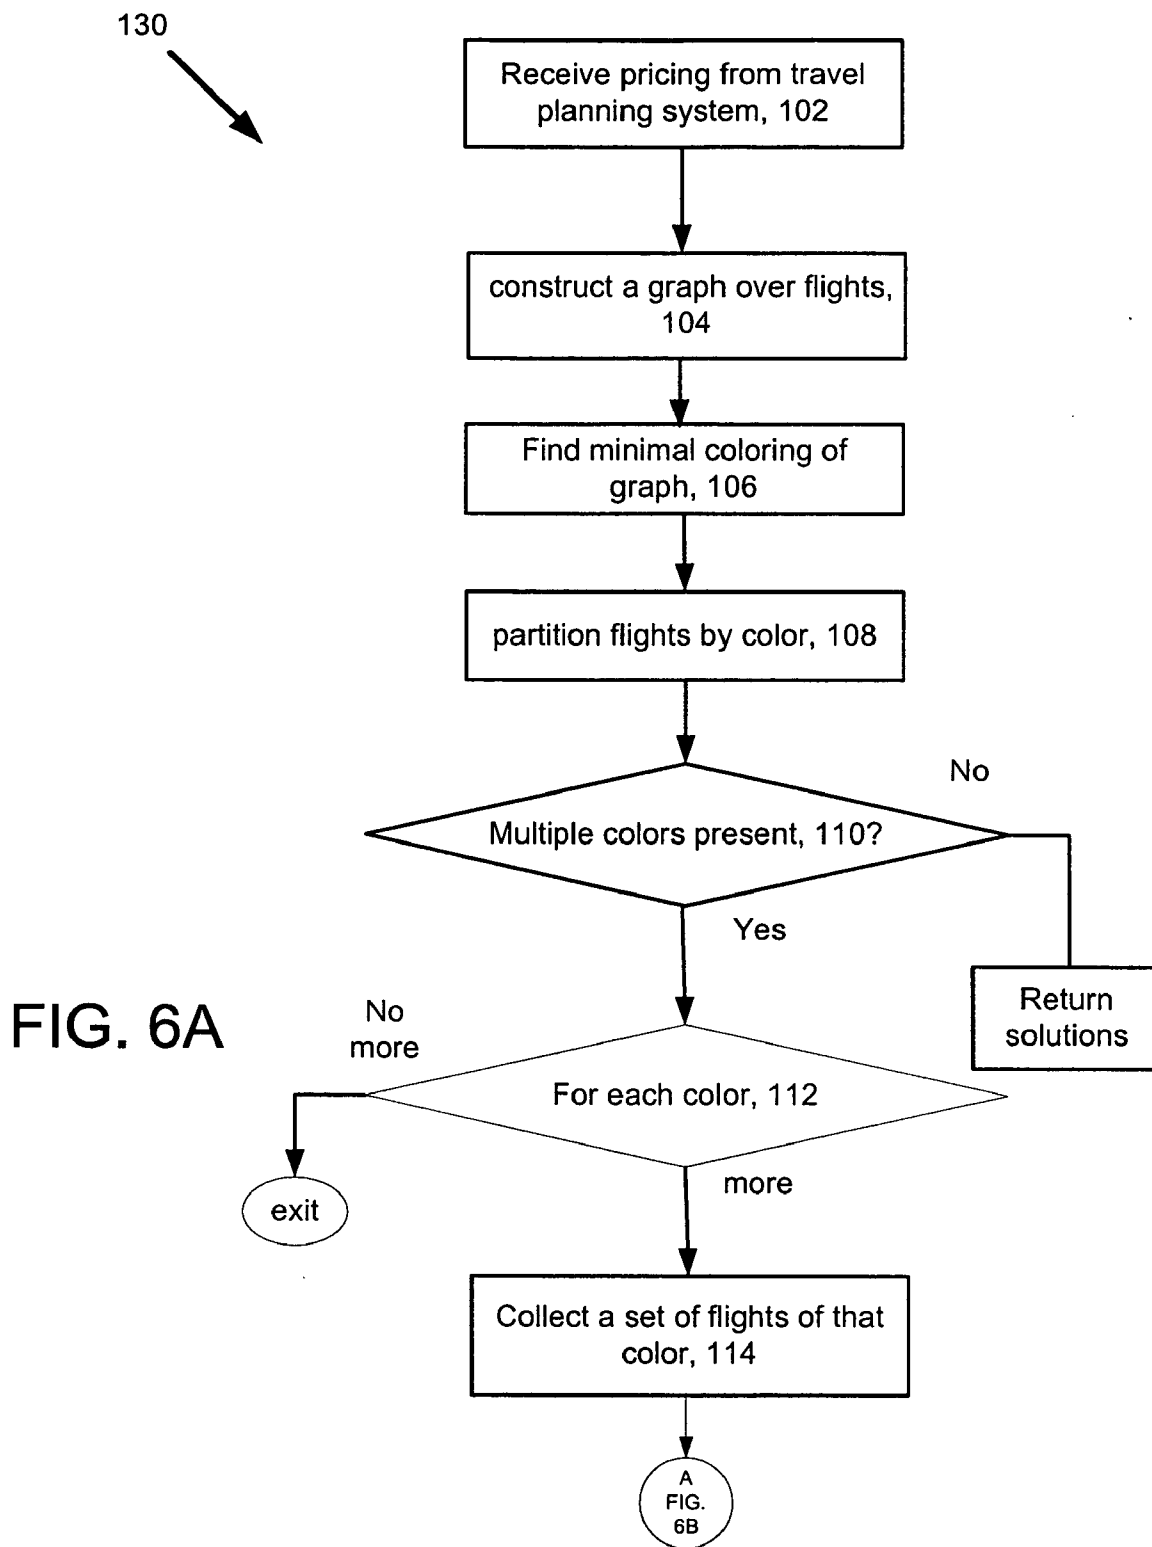 130
Receive pricing from travel
planning system, 102
construct a graph over flights,
104
Find minimal coloring of
graph, 106
partition flights by color, 108
No
Multiple colors present, 110?
Yes
Return
solutions
FIG. 6A
No
more
For each color, 112
more
exit
Collect a set of flights of that
color, 114
A
FIG.
6B